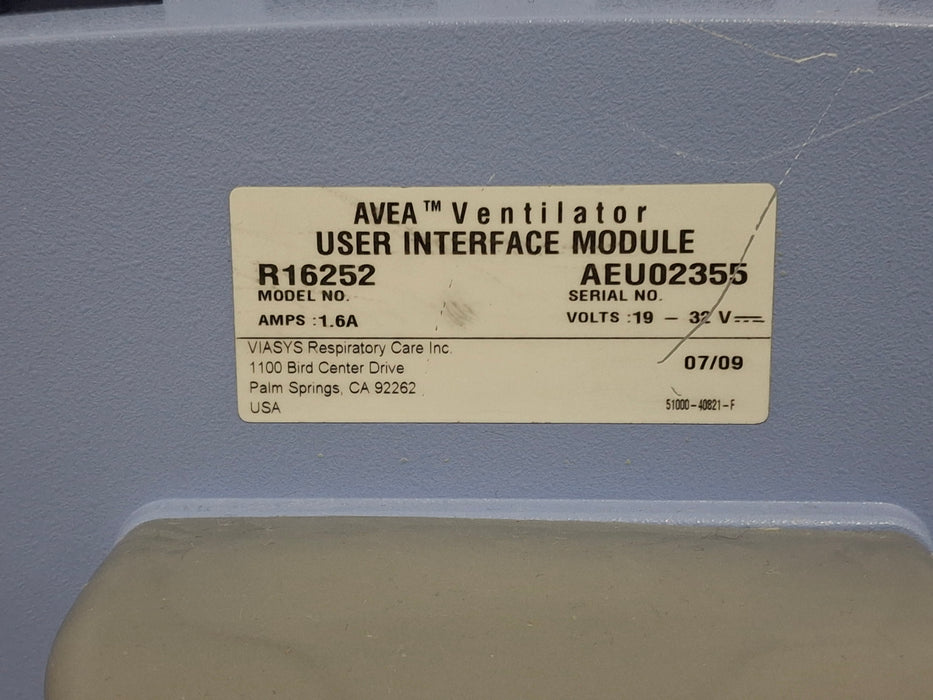 AVEA™ Ventilator
USER INTERFACE MODULE
R16252 AEU02355
MODEL NO. SERIAL NO.
AMPS :1.6A VOLTS :19 – 32 V⎓
VIASYS Respiratory Care Inc.
1100 Bird Center Drive 07/09
Palm Springs, CA 92262
USA 51000-40821-F